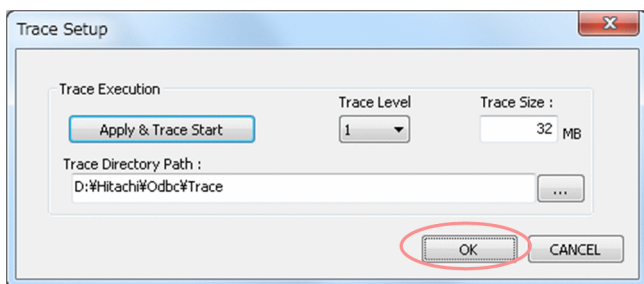 Trace Setup
Trace Execution
Trace Level
Trace Size :
Apply & Trace Start
1
32 MB
Trace Directory Path :
D:¥Hitachi¥Odbc¥Trace
...
OK
CANCEL